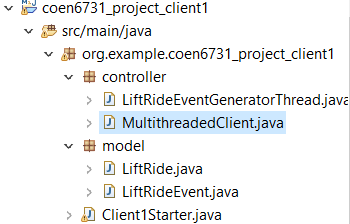 coen6731_project_client1
src/main/java
org.example.coen6731_project_client1
controller
LiftRideEventGeneratorThread.java
MultithreadedClient.java
model
LiftRide.java
LiftRideEvent.java
Client1Starter.java